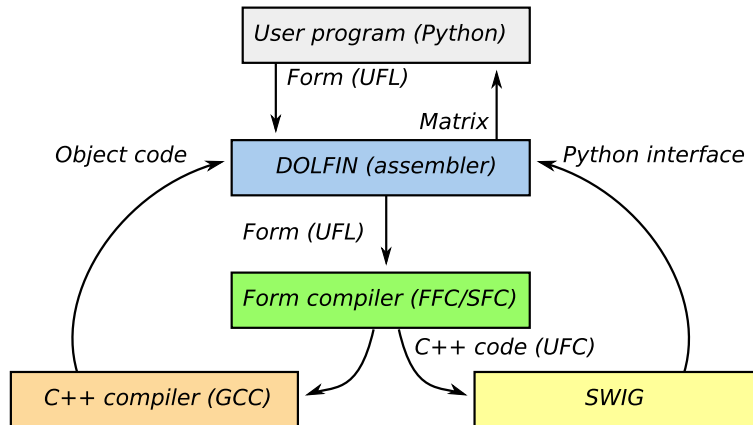 User program (Python)
Form (UFL)
Matrix
Object code
DOLFIN (assembler)
Python interface
Form (UFL)
Form compiler (FFC/SFC)
C++ code (UFC)
C++ compiler (GCC)
SWIG